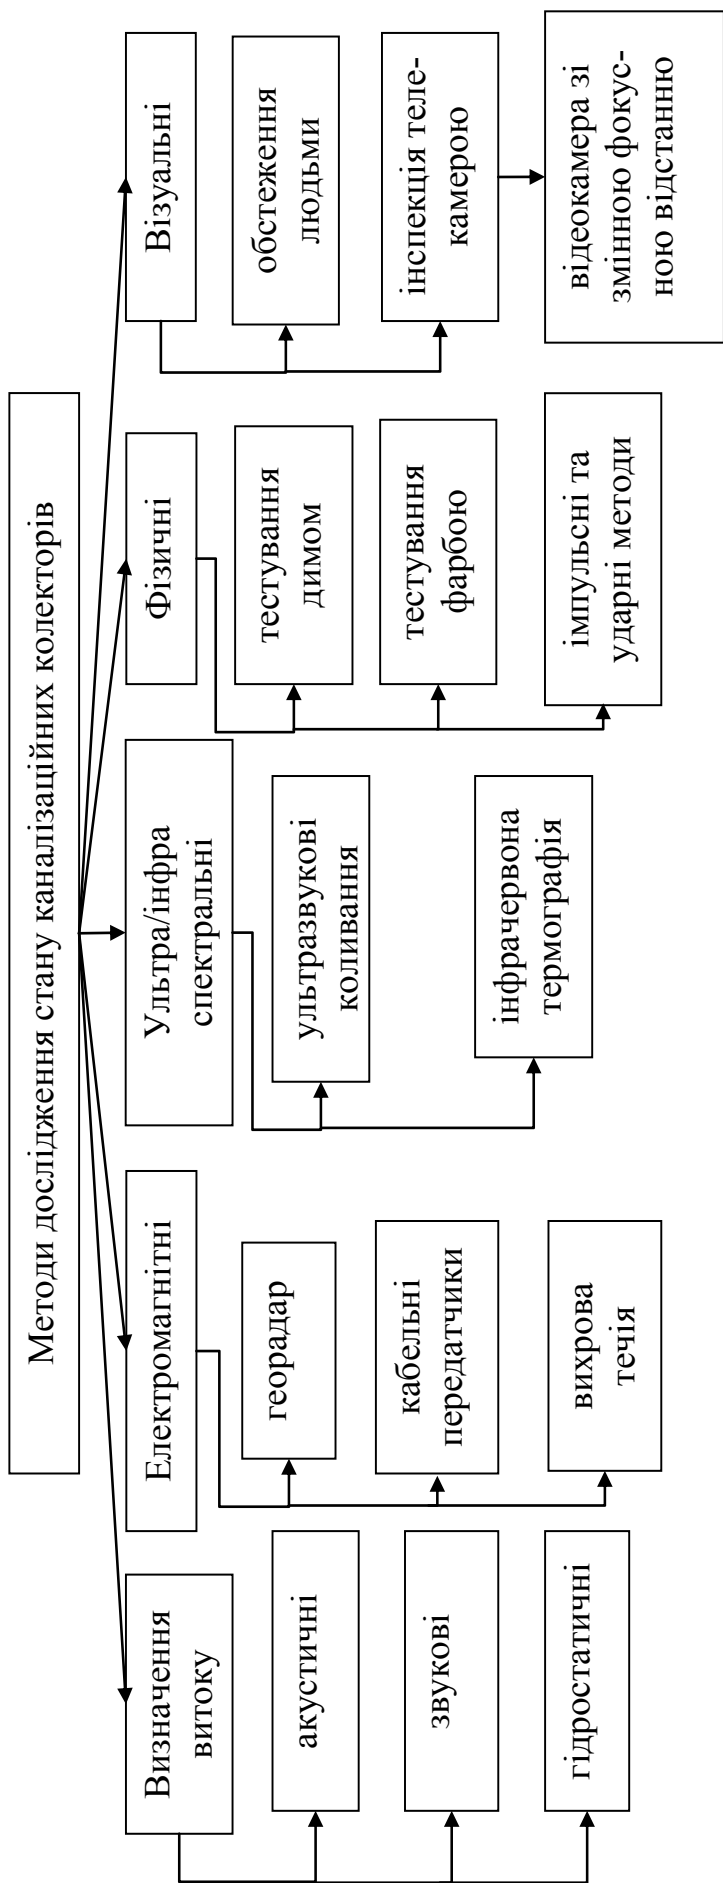 Методи дослідження стану каналізаційних колекторів
Визначення
витоку
акустичні
звукові
гідростатичні
Електромагнітні
георадар
кабельні
передатчики
вихрова
течія
Ультра/інфра
спектральні
ультразвукові
коливання
інфрачервона
термографія
Фізичні
тестування
димом
тестування
фарбою
імпульсні та
ударні методи
Візуальні
обстеження
людьми
інспекція теле-
камерою
відеокамера зі
змінною фокус-
ною відстанню